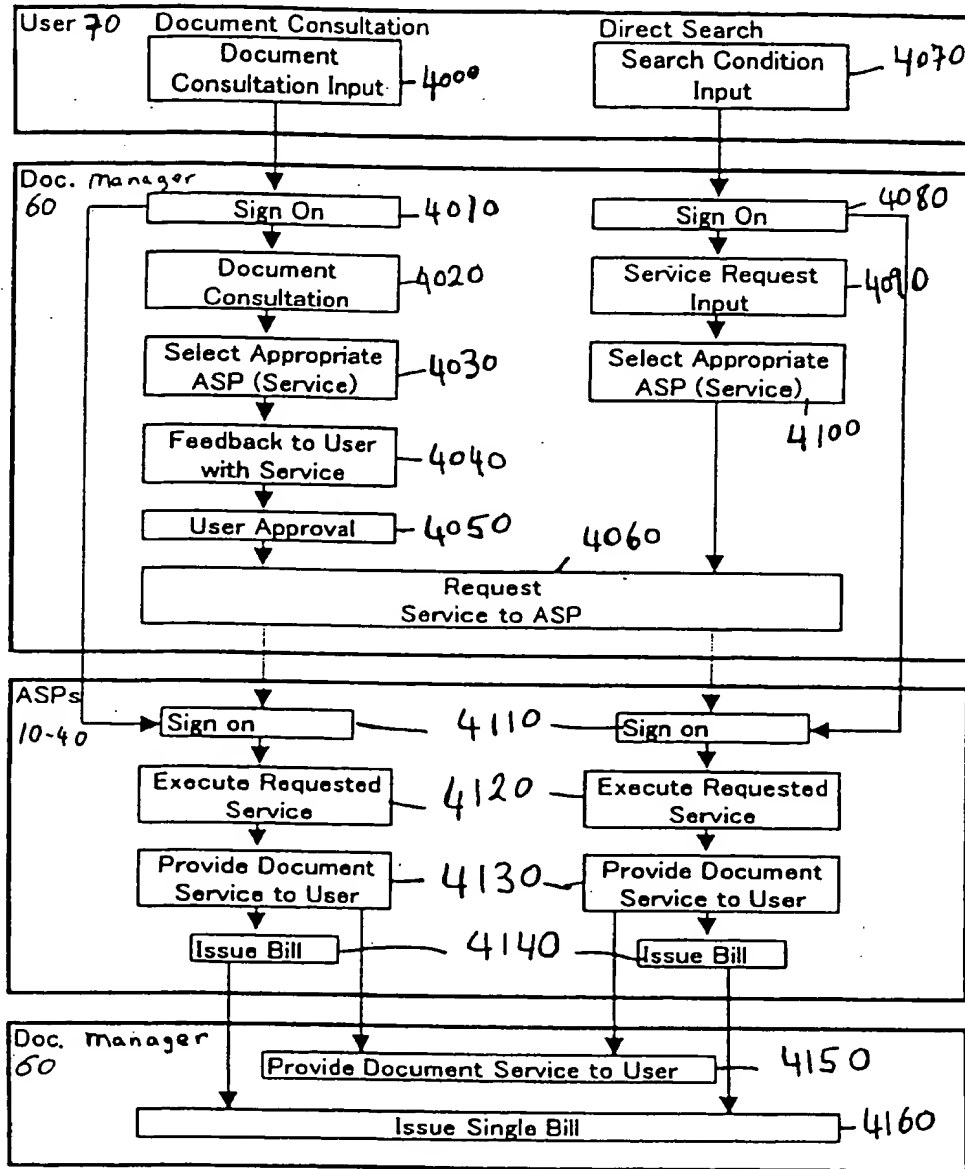 User 70
Document Consultation
Direct Search
Document
Consultation Input
4000
Search Condition
Input
4070
Doc. manager
60
Sign On
4010
Sign On
4080
Document
Consultation
4020
Service Request
Input
4090
Select Appropriate
ASP (Service)
4030
Select Appropriate
ASP (Service)
4100
Feedback to User
with Service
4040
User Approval
4050
4060
Request
Service to ASP
ASPs
10-40
Sign on
4110
Sign on
Execute Requested
Service
4120
Execute Requested
Service
Provide Document
Service to User
4130
Provide Document
Service to User
Issue Bill
4140
Issue Bill
Doc. manager
60
Provide Document Service to User
4150
Issue Single Bill
4160